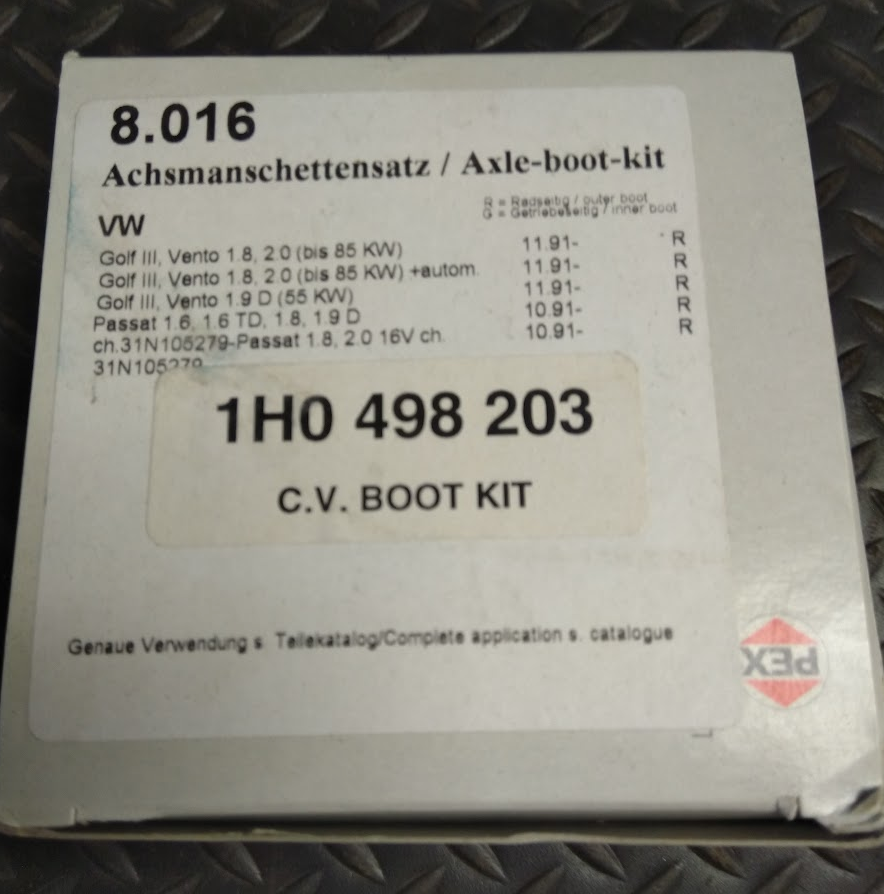 8.016
Achsmanschettensatz / Axle-boot-kit
R = Radseitig / outer boot
G = Getriebeseitig / inner boot
VW
Golf III, Vento 1.8, 2.0 (bis 85 KW) 11.91- R
Golf III, Vento 1.8, 2.0 (bis 85 KW) +autom. 11.91- R
Golf III, Vento 1.9 D (55 KW) 11.91- R
Passat 1.6, 1.6 TD, 1.8, 1.9 D 10.91- R
ch.31N105279-Passat 1.8, 2.0 16V ch. 10.91- R
31N105279
1H0 498 203
C.V. BOOT KIT
Genaue Verwendung s. Teilekatalog/Complete application s. catalogue
PEX